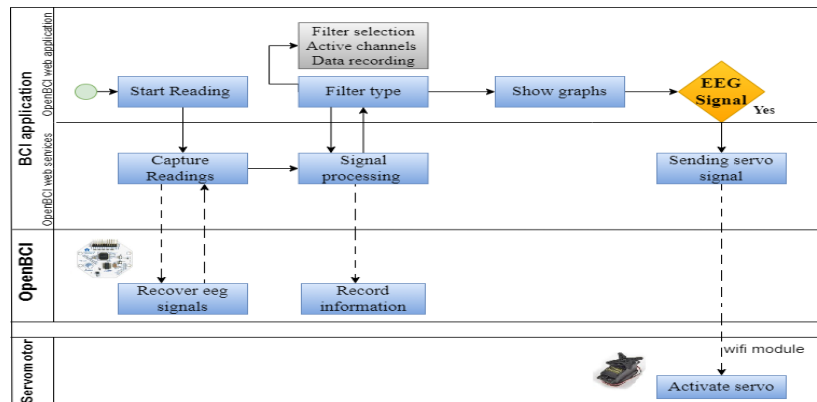 BCI application
OpenBCI web application
Start Reading
Filter selection
Active channels
Data recording
Filter type
Show graphs
EEG
Signal
Yes
OpenBCI web services
Capture
Readings
Signal
processing
Sending servo
signal
OpenBCI
Recover eeg
signals
Record
information
Servomotor
wifi module
Activate servo